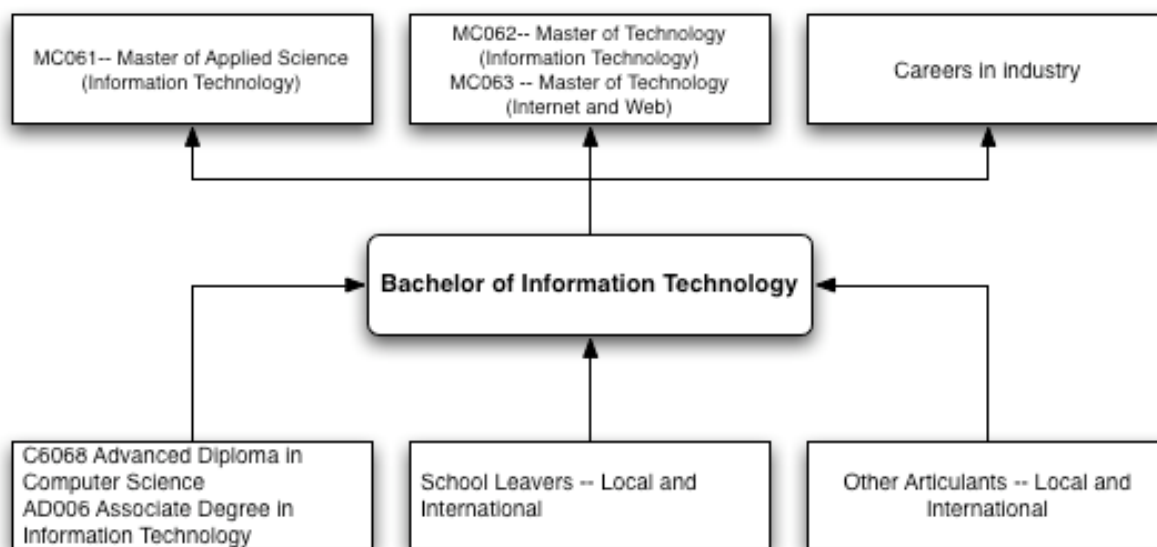 MC061-- Master of Applied Science
(Information Technology)
MC062-- Master of Technology
(Information Technology)
MC063 -- Master of Technology
(Internet and Web)
Careers in industry
Bachelor of Information Technology
C6068 Advanced Diploma in
Computer Science
AD006 Associate Degree in
Information Technology
School Leavers -- Local and
International
Other Articulants -- Local and
International